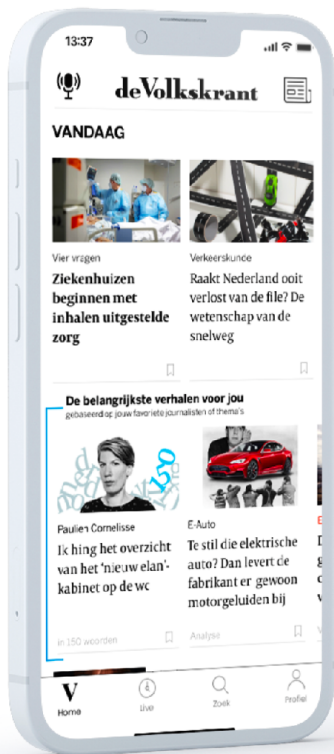 13:37
deVolkskrant
VANDAAG
Vier vragen
Ziekenhuizen
beginnen met
inhalen uitgestelde
zorg
Verkeerskunde
Raakt Nederland ooit
verlost van de file? De
wetenschap van de
snelweg
De belangrijkste verhalen voor jou
gebaseerd op jouw favoriete journalisten of thema's
150
Paulien Cornelisse
Ik hing het overzicht
van het 'nieuw elan'-
kabinet op de wc
in 150 woorden
E-Auto
Te stil die elektrische
auto? Dan levert de
fabrikant er gewoon
motorgeluiden bij
Analyse
V
Home
Live
Zoek
Profiel